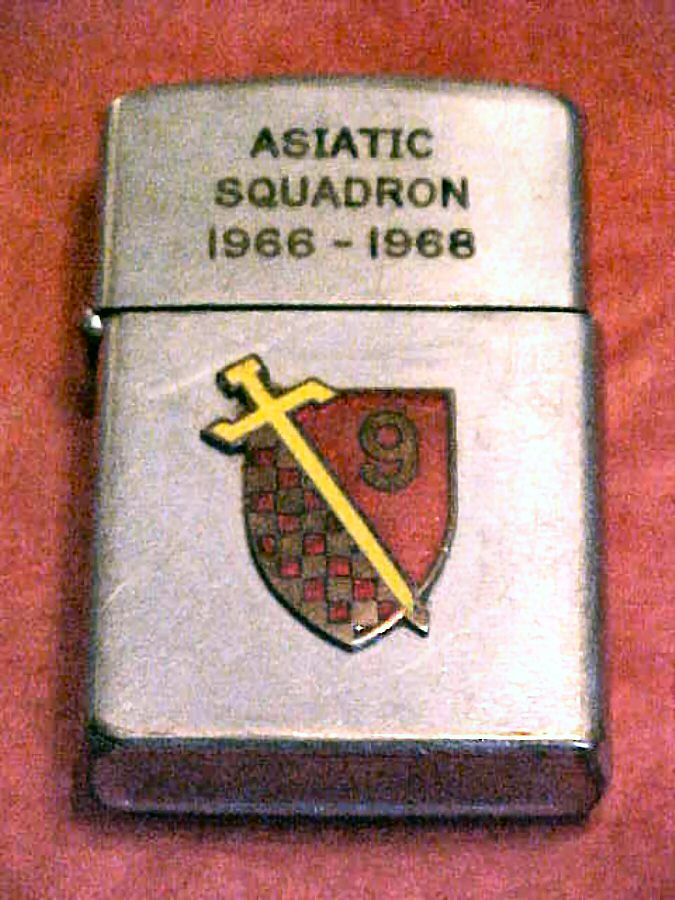 ASIATIC
SQUADRON
1966 - 1968
9